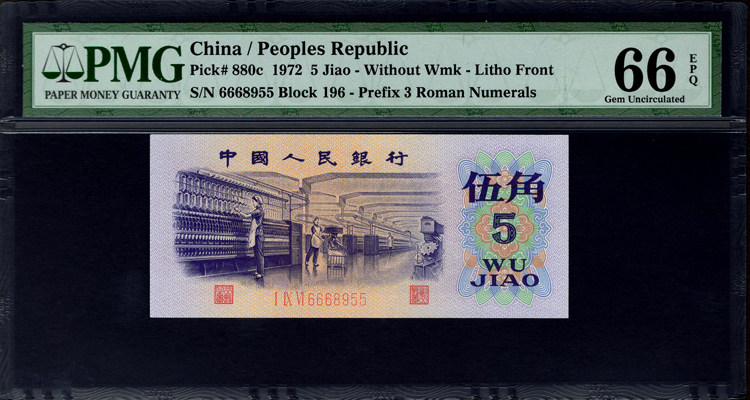 PMG
PAPER MONEY GUARANTY
China / Peoples Republic
Pick# 880c 1972 5 Jiao - Without Wmk - Litho Front
S/N 6668955 Block 196 - Prefix 3 Roman Numerals
66
EPQ
Gem Uncirculated
中國人民銀行
伍角
5
WU
JIAO
I IX VI 6668955